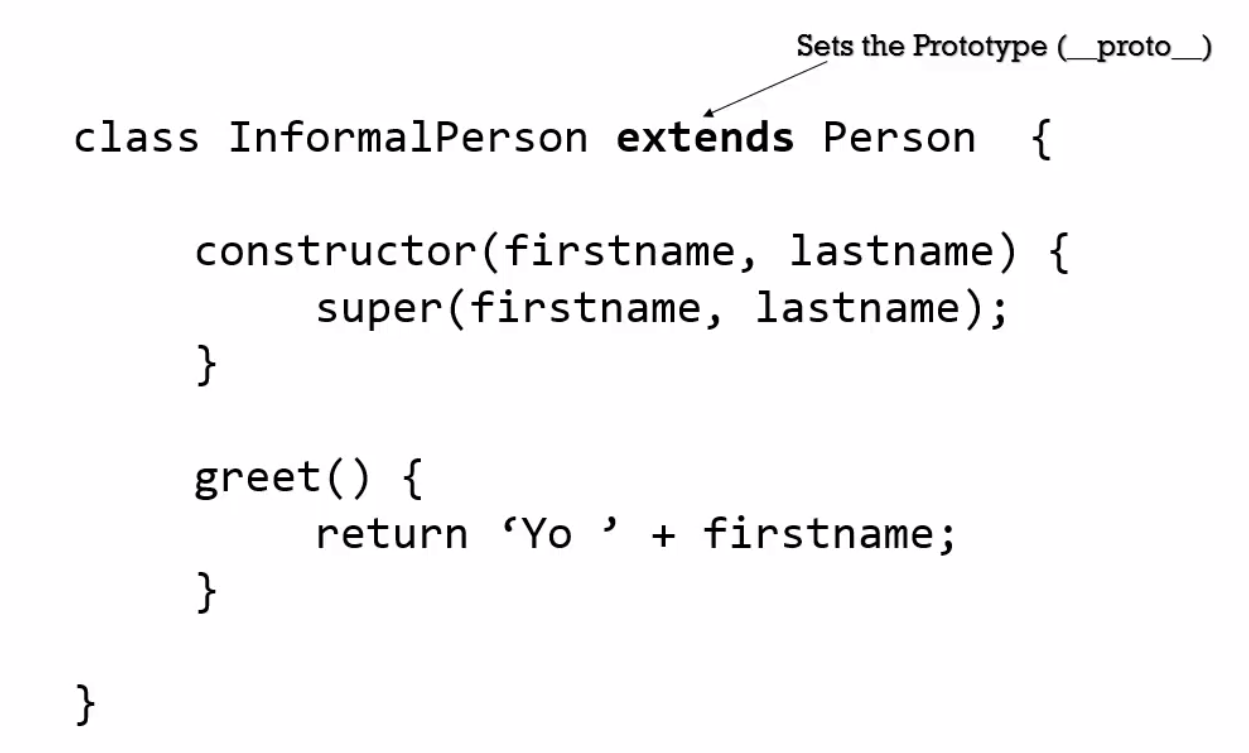 Sets the Prototype (__proto__)
class InformalPerson extends Person {
constructor(firstname, lastname) {
super(firstname, lastname);
}
greet() {
return ‘Yo ’ + firstname;
}
}